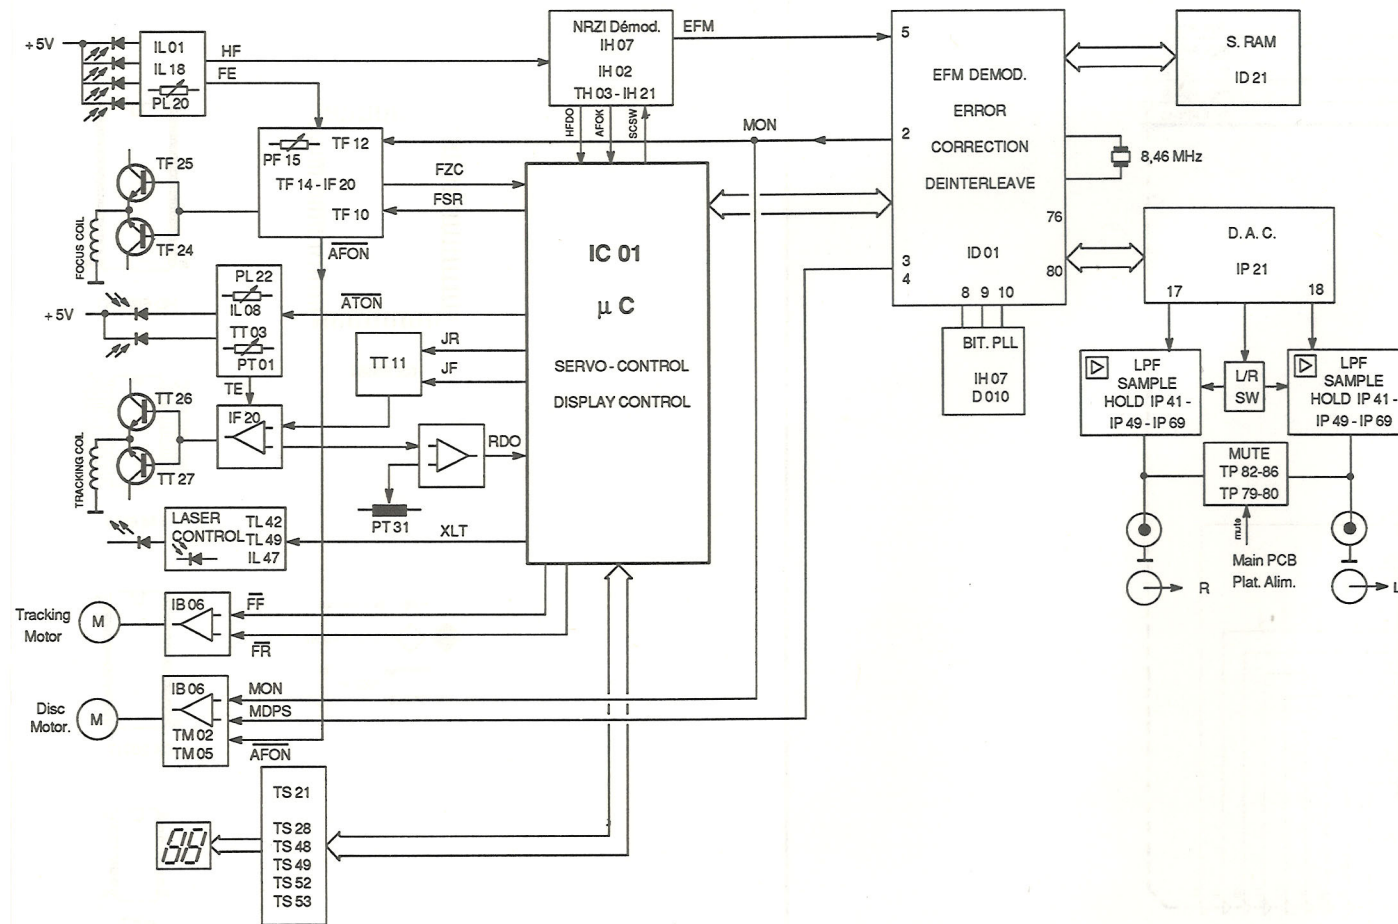 +5V
IL 01
IL 18
PL 20
HF
FE
NRZI Démod.
IH 07
IH 02
TH 03 - IH 21
EFM
HFDO
AFOK
SCSW
5
2
3
4
EFM DEMOD.
ERROR
CORRECTION
DEINTERLEAVE
ID 01
76
80
8 9 10
S. RAM
ID 21
8,46 MHz
MON
TF 12
PF 15
TF 14 - IF 20
TF 10
TF 25
TF 24
FOCUS COIL
FZC
FSR
AFON
IC 01
µ C
SERVO - CONTROL
DISPLAY CONTROL
D. A. C.
IP 21
17
18
BIT. PLL
IH 07
D 010
+ 5V
PL 22
IL 08
TT 03
PT 01
ATON
JR
JF
TT 11
TE
TT 26
TT 27
TRACKING COIL
IF 20
RDO
PT 31
LPF
SAMPLE
HOLD IP 41 -
IP 49 - IP 69
L/R
SW
LPF
SAMPLE
HOLD IP 41 -
IP 49 - IP 69
MUTE
TP 82-86
TP 79-80
mute
Main PCB
Plat. Alim.
R
L
LASER
CONTROL
TL 42
TL 49
IL 47
XLT
Tracking
Motor
M
IB 06
FF
FR
Disc
Motor.
M
IB 06
TM 02
TM 05
MON
MDPS
AFON
TS 21
TS 28
TS 48
TS 49
TS 52
TS 53
88